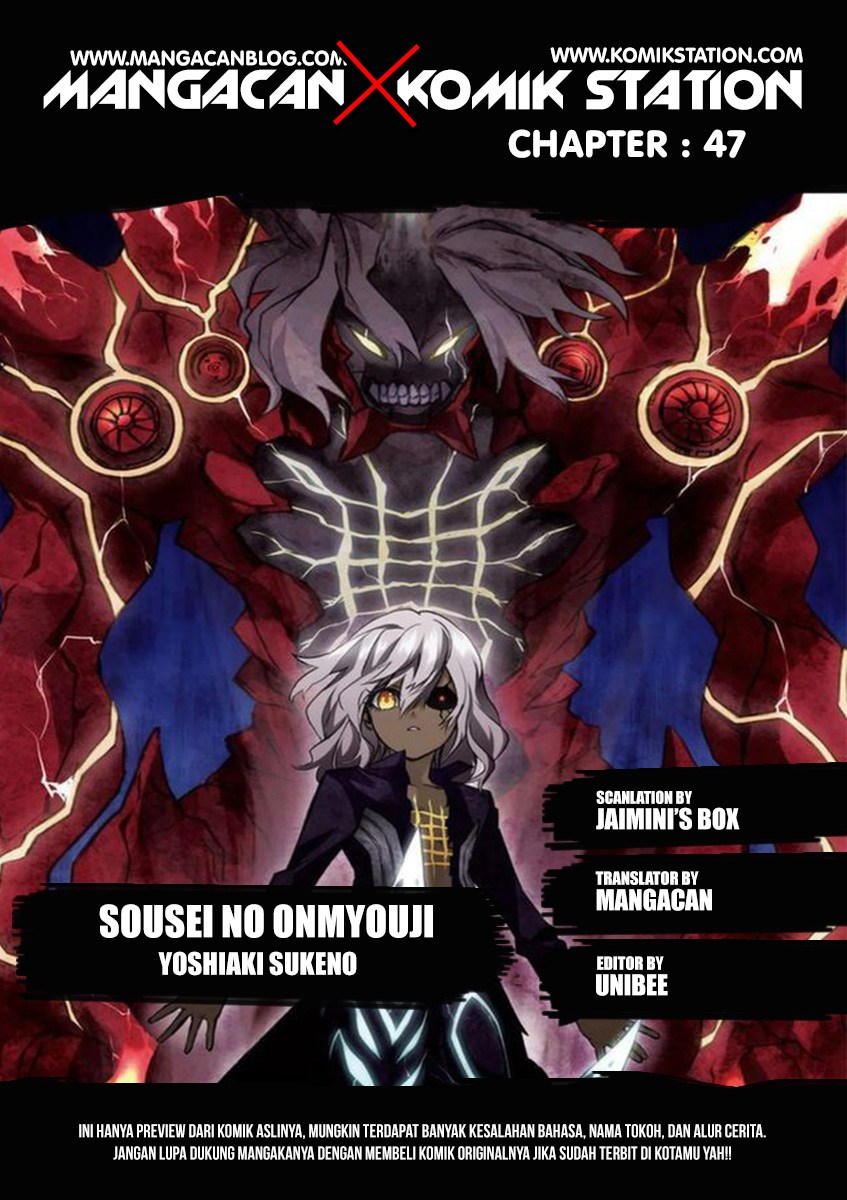 WWW.MANGACANBLOG.COM
WWW.KOMIKSTATION.COM
MANGACAN KOMIK STATION
CHAPTER : 47
SCANLATION BY
JAIMINI'S BOX
TRANSLATOR BY
MANGACAN
EDITOR BY
UNIBEE
SOUSEI NO ONMYOUJI
YOSHIAKI SUKENO
INI HANYA PREVIEW DARI KOMIK ASLINYA, MUNGKIN TERDAPAT BANYAK KESALAHAN BAHASA, NAMA TOKOH, DAN ALUR CERITA.
JANGAN LUPA DUKUNG MANGAKANYA DENGAN MEMBELI KOMIK ORIGINALNYA JIKA SUDAH TERBIT DI KOTAMU YAH!!